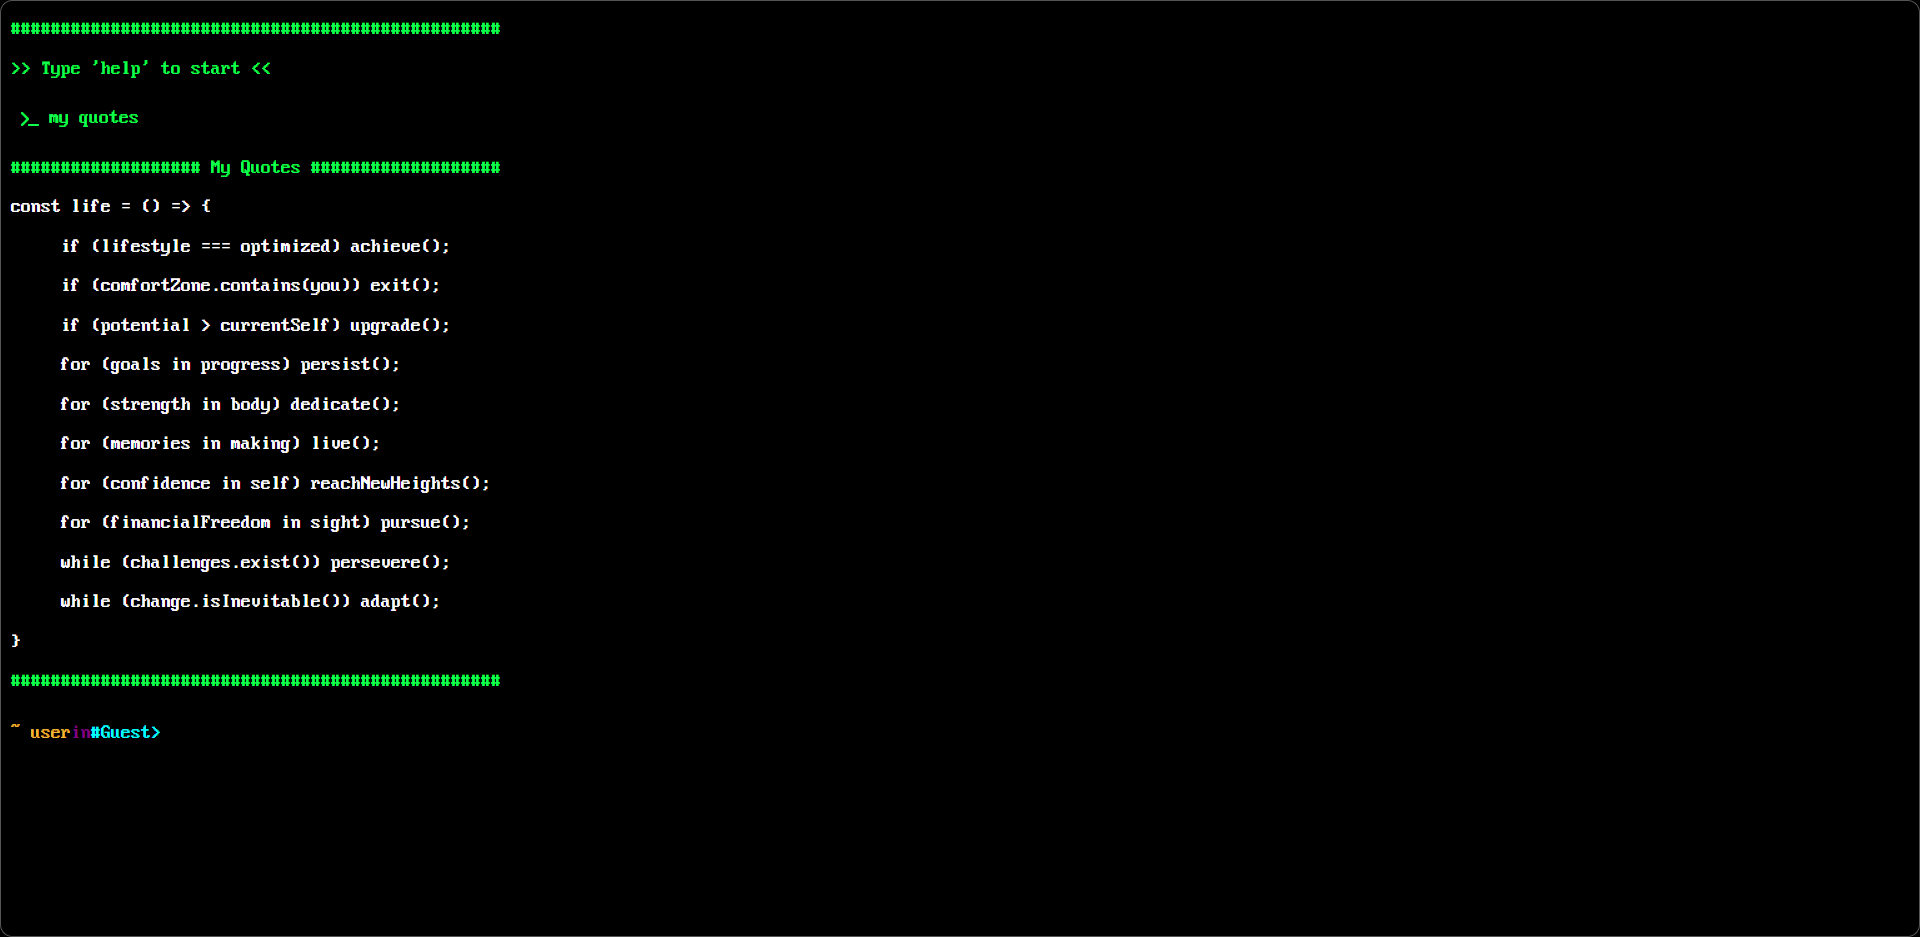 #################################################
>> Type 'help' to start <<
>_ my quotes
################### My Quotes ###################
const life = () => {
if (lifestyle === optimized) achieve();
if (comfortZone.contains(you)) exit();
if (potential > currentSelf) upgrade();
for (goals in progress) persist();
for (strength in body) dedicate();
for (memories in making) live();
for (confidence in self) reachNewHeights();
for (financialFreedom in sight) pursue();
while (challenges.exist()) persevere();
while (change.isInevitable()) adapt();
}
#################################################
~ userin#Guest>